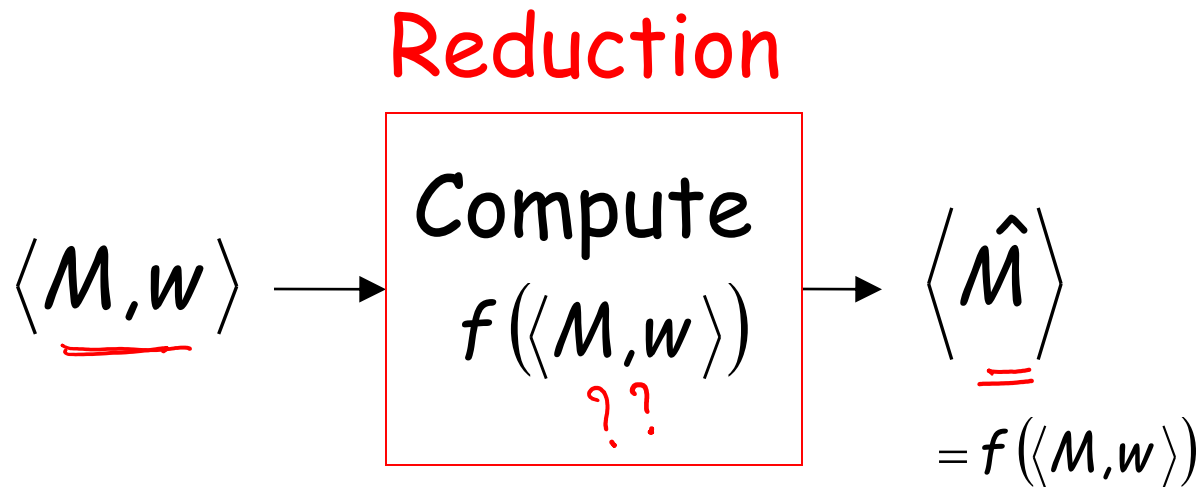 Reduction
Compute
⟨M,w⟩
f(⟨M,w⟩)
??
⟨M̂⟩
= f(⟨M,w⟩)